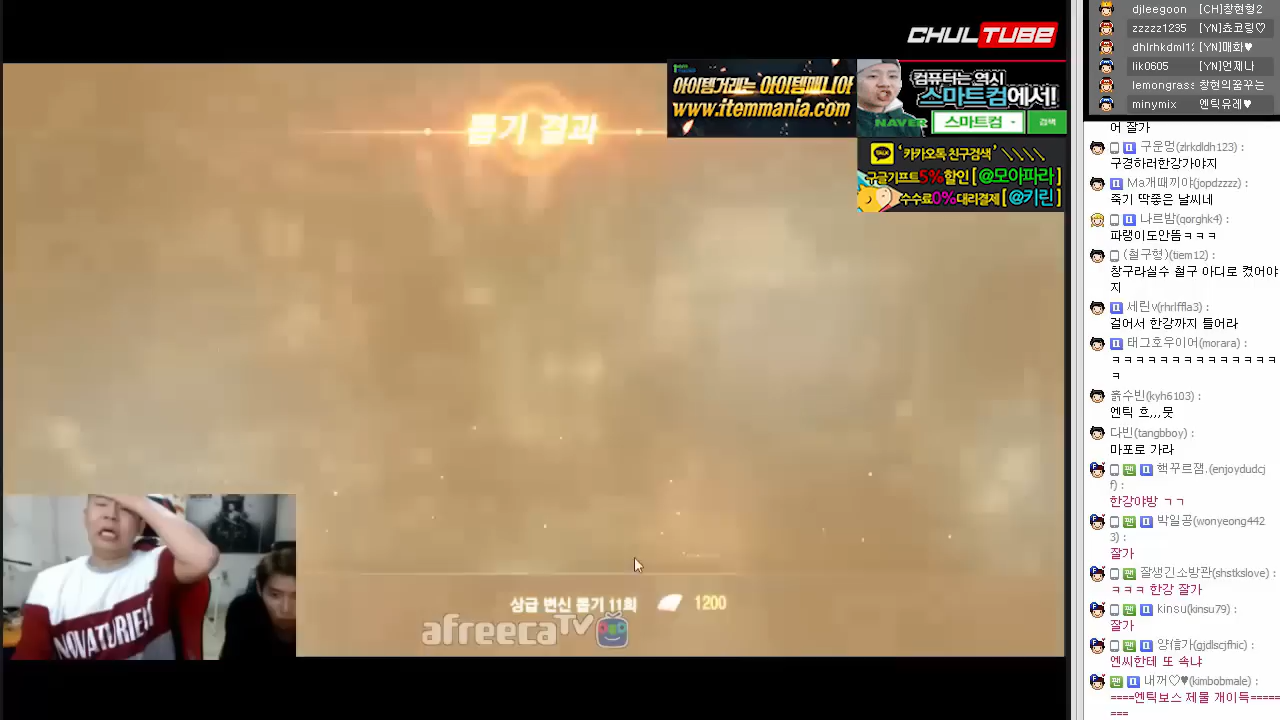 CHULTUBE
아이템거래는 아이템매니아
www.itemmania.com
컴퓨터는 역시
스마트컴에서!
NAVER 스마트컴 검색
TALK '카카오톡 친구검색'
구글기프트5%할인[@모아파라]
수수료0%대리결제[@키린]
뽑기 결과
NOVATURIENT
상급 변신 뽑기 11회 1200
afreecaTV
djleegoon [CH]창현형2
zzzzz1235 [YN]쵸코링♡
[YN]매화♥
lik0605 [YN]언제나
lemongrass 창현의꿈꾸는
minymix 엔틱유레♥
어 잘가
구운멍(zlrkdldh123) :
구경하러한강가야지
Ma개때끼야(jopdzzzz) :
죽기 딱좋은 날씨네
나르밤(qorghk4) :
파랭이도안뜸ㅋㅋㅋ
(철구형)(tiem12) :
창구라실수 철구 아디로 켰어야
지
세린v(rhrlffla3) :
걸어서 한강까지 틀어라
태그호우이어(morara) :
ㅋㅋㅋㅋㅋㅋㅋㅋㅋㅋㅋㅋㅋ
ㅋ
흙수빈(kyh6103) :
엔틱 흐,,,뭇
다빈(tangbboy) :
마포로 가라
팬 핵꾸르잼.(enjoydudcj
f) :
한강야방 ㄱㄱ
팬 박일공(wonyeong442
3) :
잘가
팬 잘생긴소방관(shstkslove) :
ㅋㅋㅋ 한강 잘가
팬 kinsu(kinsu79) :
잘가
팬 (gjdlscjfhic) :
엔씨한테 또 속냐
팬 내꺼♡♥(kimbobmale) :
====엔틱보스 제물 개이득=====
===